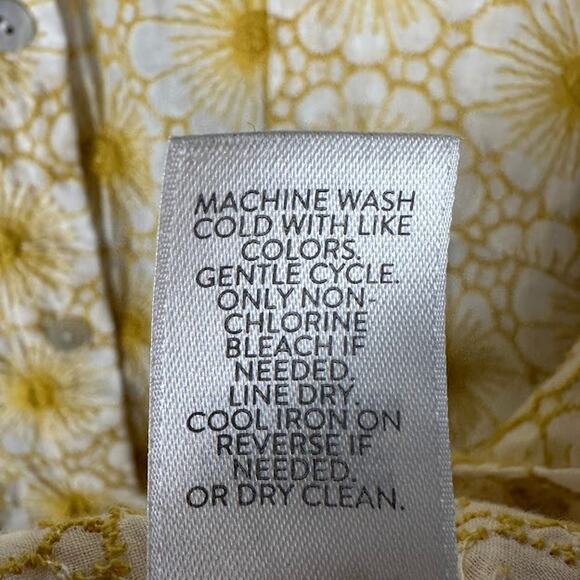 MACHINE WASH
COLD WITH LIKE
COLORS.
GENTLE CYCLE.
ONLY NON-
CHLORINE
BLEACH IF
NEEDED.
LINE DRY.
COOL IRON ON
REVERSE IF
NEEDED.
OR DRY CLEAN.